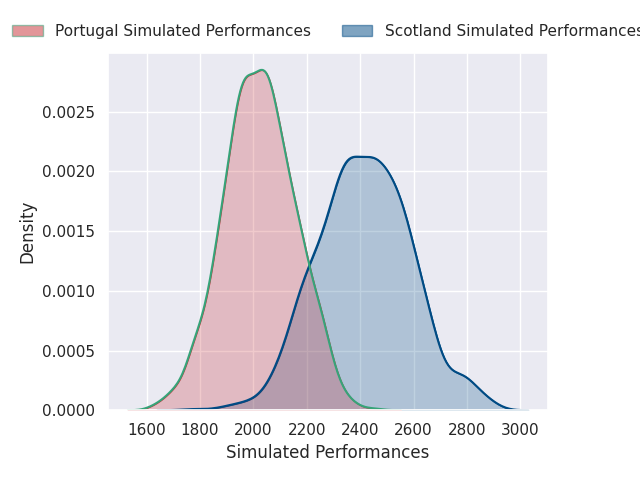 Portugal Simulated Performances
Scotland Simulated Performances
0.0025
0.0020
0.0015
0.0010
0.0005
0.0000
Density
1600 1800 2000 2200 2400 2600 2800 3000
Simulated Performances